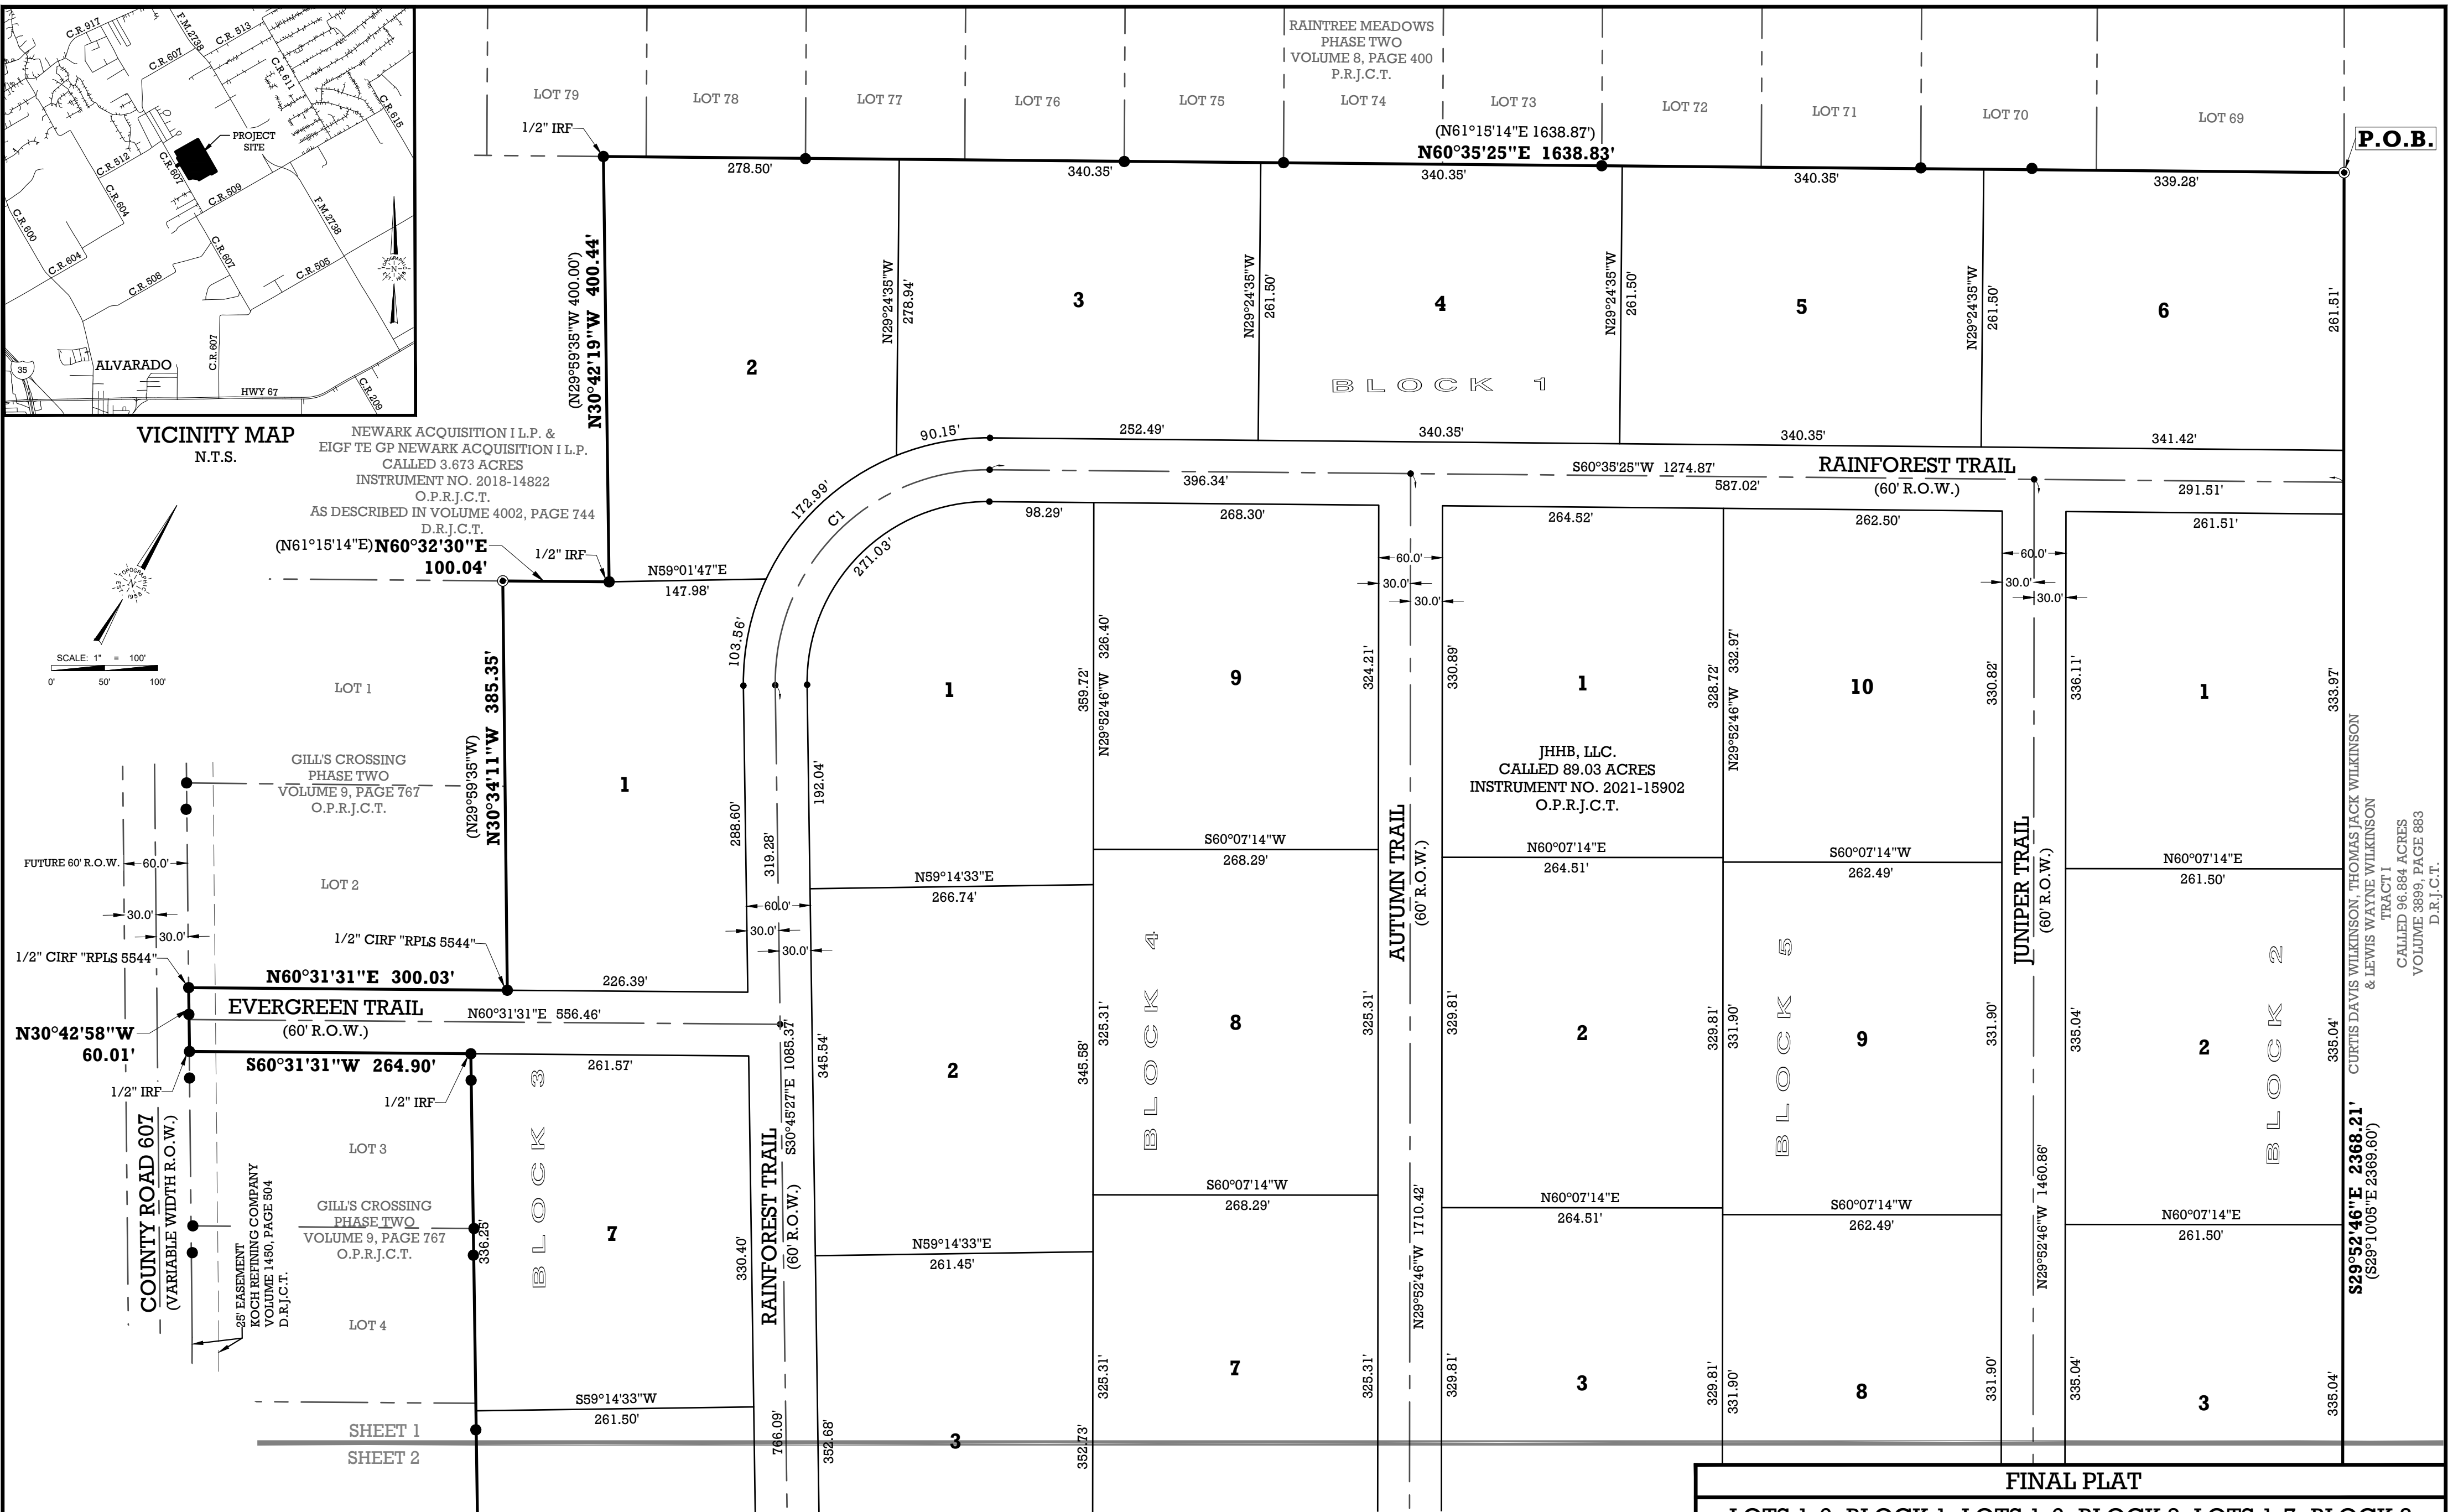 C.R. 917
F.M. 2738
C.R. 513
C.R. 607
C.R. 611
C.R. 615
PROJECT
SITE
C.R. 512
C.R. 607
C.R. 509
C.R. 604
F.M. 2738
C.R. 600
C.R. 607
C.R. 604
C.R. 508
C.R. 505
C.R. 607
N
35
ALVARADO
HWY 67
C.R. 209
VICINITY MAP
N.T.S.
RAINTREE MEADOWS
PHASE TWO
VOLUME 8, PAGE 400
P.R.J.C.T.
LOT 79
LOT 78
LOT 77
LOT 76
LOT 75
LOT 74
LOT 73
LOT 72
LOT 71
LOT 70
LOT 69
1/2" IRF
(N61°15'14"E 1638.87')
N60°35'25"E 1638.83'
P.O.B.
278.50'
340.35'
340.35'
340.35'
339.28'
(N29°59'35"W 400.00')
N30°42'19"W 400.44'
N29°24'35"W
278.94'
N29°24'35"W
261.50'
N29°24'35"W
261.50'
N29°24'35"W
261.50'
261.51'
2
3
4
5
6
BLOCK 1
NEWARK ACQUISITION I L.P. &
EIGF TE GP NEWARK ACQUISITION I L.P.
CALLED 3.673 ACRES
INSTRUMENT NO. 2018-14822
O.P.R.J.C.T.
AS DESCRIBED IN VOLUME 4002, PAGE 744
D.R.J.C.T.
90.15'
252.49'
340.35'
340.35'
341.42'
172.99'
C1
271.03'
103.56'
S60°35'25"W 1274.87'
RAINFOREST TRAIL
(60' R.O.W.)
396.34'
587.02'
291.51'
98.29'
268.30'
264.52'
262.50'
261.51'
(N61°15'14"E)
N60°32'30"E
100.04'
1/2" IRF
N59°01'47"E
147.98'
60.0'
30.0'
30.0'
60.0'
30.0'
30.0'
TOPOGRAPHIC
N
EST. 1958
SCALE: 1" = 100'
0'
50'
100'
LOT 1
GILL'S CROSSING
PHASE TWO
VOLUME 9, PAGE 767
O.P.R.J.C.T.
LOT 2
(N29°59'35"W)
N30°34'11"W 385.35'
1
288.60'
319.28'
192.04'
1
359.72'
N29°52'46"W 326.40'
9
324.21'
330.89'
1
328.72'
N29°52'46"W 332.97'
10
330.82'
336.11'
1
333.97'
JHHB, LLC.
CALLED 89.03 ACRES
INSTRUMENT NO. 2021-15902
O.P.R.J.C.T.
S60°07'14"W
268.29'
N60°07'14"E
264.51'
S60°07'14"W
262.49'
N60°07'14"E
261.50'
N59°14'33"E
266.74'
FUTURE 60' R.O.W.
60.0'
30.0'
30.0'
60.0'
30.0'
30.0'
AUTUMN TRAIL
(60' R.O.W.)
JUNIPER TRAIL
(60' R.O.W.)
CURTIS DAVIS WILKINSON, THOMAS JACK WILKINSON
& LEWIS WAYNE WILKINSON
TRACT I
CALLED 96.884 ACRES
VOLUME 3899, PAGE 883
D.R.J.C.T.
1/2" CIRF "RPLS 5544"
1/2" CIRF "RPLS 5544"
N60°31'31"E 300.03'
226.39'
EVERGREEN TRAIL
(60' R.O.W.)
N60°31'31"E 556.46'
N30°42'58"W
60.01'
S60°31'31"W 264.90'
261.57'
1/2" IRF
1/2" IRF
BLOCK 3
BLOCK 4
BLOCK 5
BLOCK 2
S30°45'27"E 1085.37'
345.54'
2
345.58'
325.31'
8
325.31'
329.81'
2
329.81'
331.90'
9
331.90'
335.04'
2
335.04'
S29°52'46"E 2368.21'
(S29°10'05"E 2369.60')
COUNTY ROAD 607
(VARIABLE WIDTH R.O.W.)
25' EASEMENT
KOCH REFINING COMPANY
VOLUME 1450, PAGE 504
D.R.J.C.T.
LOT 3
GILL'S CROSSING
PHASE TWO
VOLUME 9, PAGE 767
O.P.R.J.C.T.
LOT 4
336.25'
7
330.40'
RAINFOREST TRAIL
(60' R.O.W.)
N59°14'33"E
261.45'
S60°07'14"W
268.29'
N60°07'14"E
264.51'
S60°07'14"W
262.49'
N60°07'14"E
261.50'
N29°52'46"W 1710.42'
N29°52'46"W 1460.86'
S59°14'33"W
261.50'
766.09'
352.68'
3
352.73'
325.31'
7
325.31'
329.81'
3
329.81'
331.90'
8
331.90'
335.04'
3
335.04'
SHEET 1
SHEET 2
FINAL PLAT